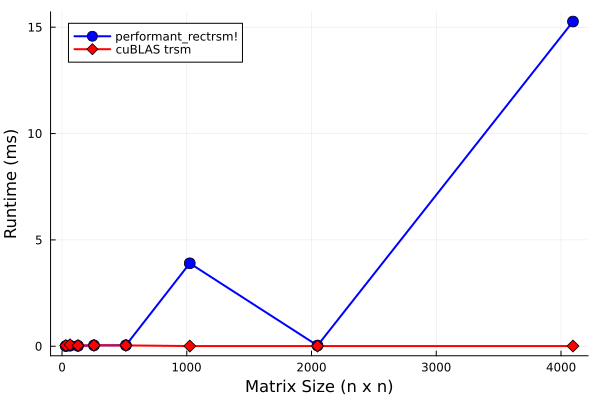 performant_rectrsm!
cuBLAS trsm
Runtime (ms)
15
10
5
0
0
1000
2000
3000
4000
Matrix Size (n x n)